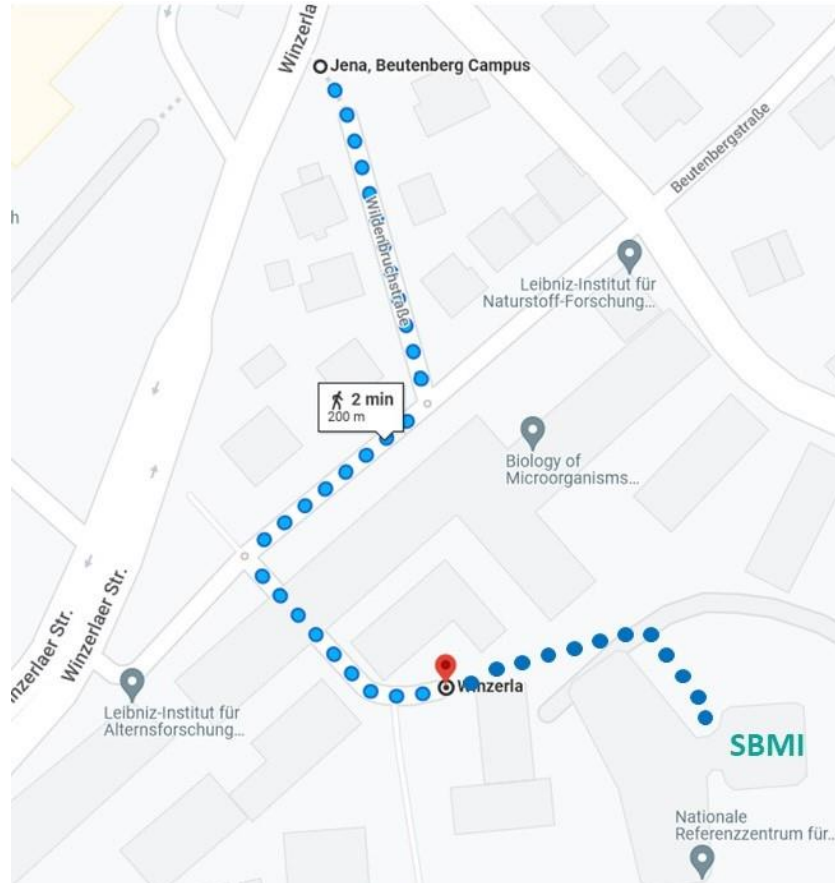 Winzerla
Jena, Beutenberg Campus
Beutenbergstraße
h
Wildenbruchstraße
Leibniz-Institut für
Naturstoff-Forschung...
2 min
200 m
Biology of
Microorganisms...
Winzerlaer Str.
nzerlaer Str.
Winzerla
Leibniz-Institut für
Alternsforschung...
SBMI
Nationale
Referenzzentrum für...